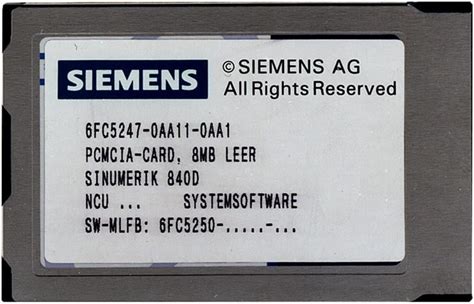 SIEMENS
©SIEMENS AG
All Rights Reserved
6FC5247-0AA11-0AA1
PCMCIA-CARD, 8MB LEER
SINUMERIK 840D
NCU ... SYSTEMSOFTWARE
SW-MLFB: 6FC5250-.....-...